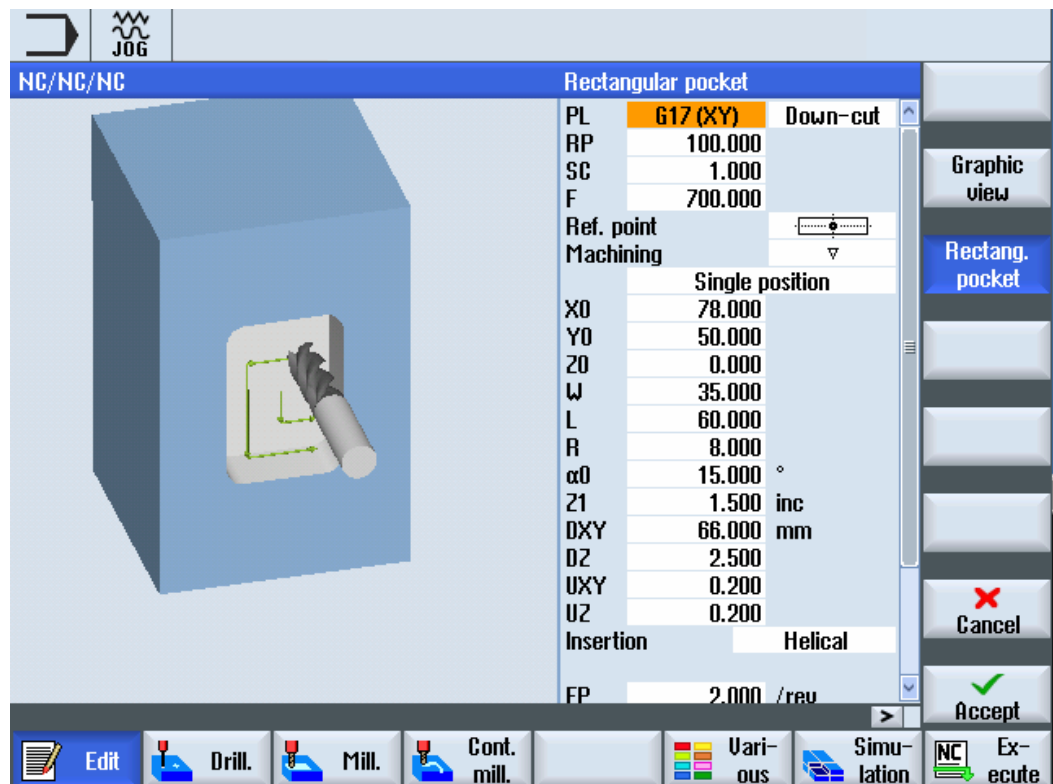 JOG
NC/NC/NC
Rectangular pocket
PL G17 (XY) Down-cut
RP 100.000
SC 1.000
F 700.000
Ref. point
Machining
Single position
X0 78.000
Y0 50.000
Z0 0.000
W 35.000
L 60.000
R 8.000
α0 15.000 °
Z1 1.500 inc
DXY 66.000 mm
DZ 2.500
UXY 0.200
UZ 0.200
Insertion Helical
EP 2.000 /rev
Graphic
view
Rectang.
pocket
Cancel
Accept
>
Edit
Drill.
Mill.
Cont.
mill.
Vari-
ous
Simu-
lation
NC
Ex-
ecute